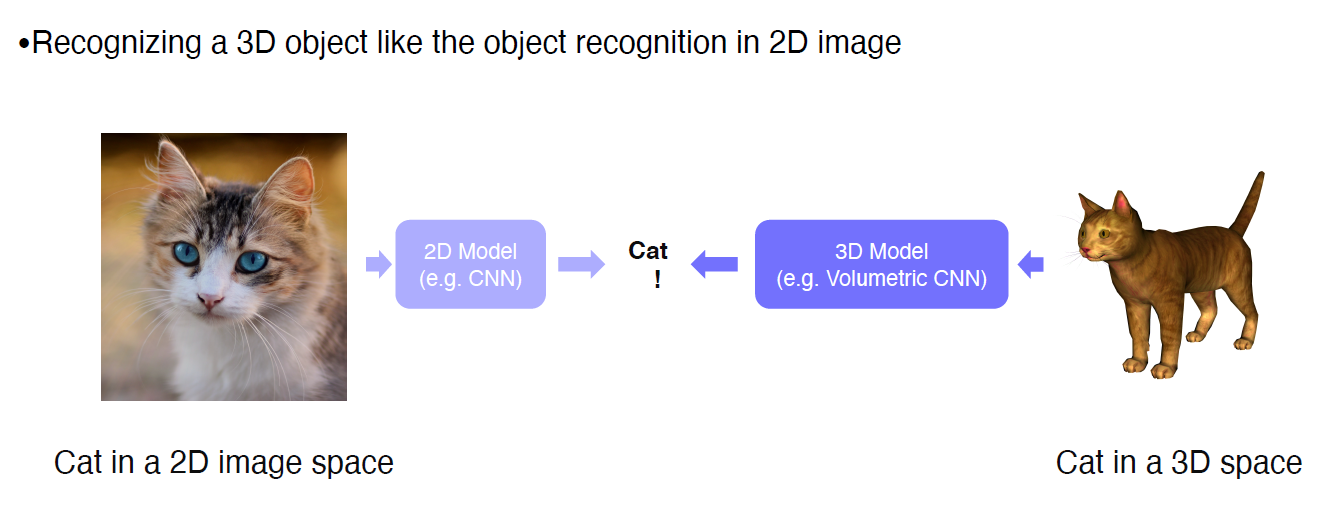 •Recognizing a 3D object like the object recognition in 2D image
2D Model
(e.g. CNN)
Cat
!
3D Model
(e.g. Volumetric CNN)
Cat in a 2D image space
Cat in a 3D space